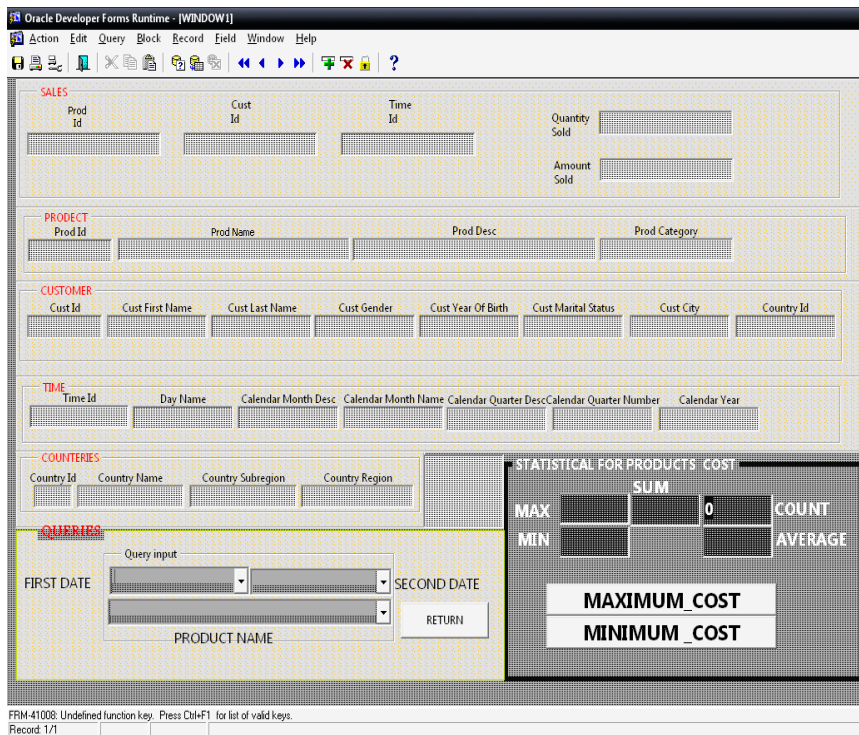 Oracle Developer Forms Runtime - [WINDOW1]
Action Edit Query Block Record Field Window Help
SALES
Prod Id
Cust Id
Time Id
Quantity Sold
Amount Sold
PRODECT
Prod Id Prod Name Prod Desc Prod Category
CUSTOMER
Cust Id Cust First Name Cust Last Name Cust Gender Cust Year Of Birth Cust Marital Status Cust City Country Id
TIME
Time Id Day Name Calendar Month Desc Calendar Month Name Calendar Quarter Desc Calendar Quarter Number Calendar Year
COUNTERIES
Country Id Country Name Country Subregion Country Region
STATISTICAL FOR PRODUCTS COST
SUM
MAX 0 COUNT
MIN AVERAGE
MAXIMUM_COST
MINIMUM _COST
QUERIES
Query input
FIRST DATE SECOND DATE
RETURN
PRODUCT NAME
FRM-41008: Undefined function key. Press Ctrl+F1 for list of valid keys.
Record: 1/1